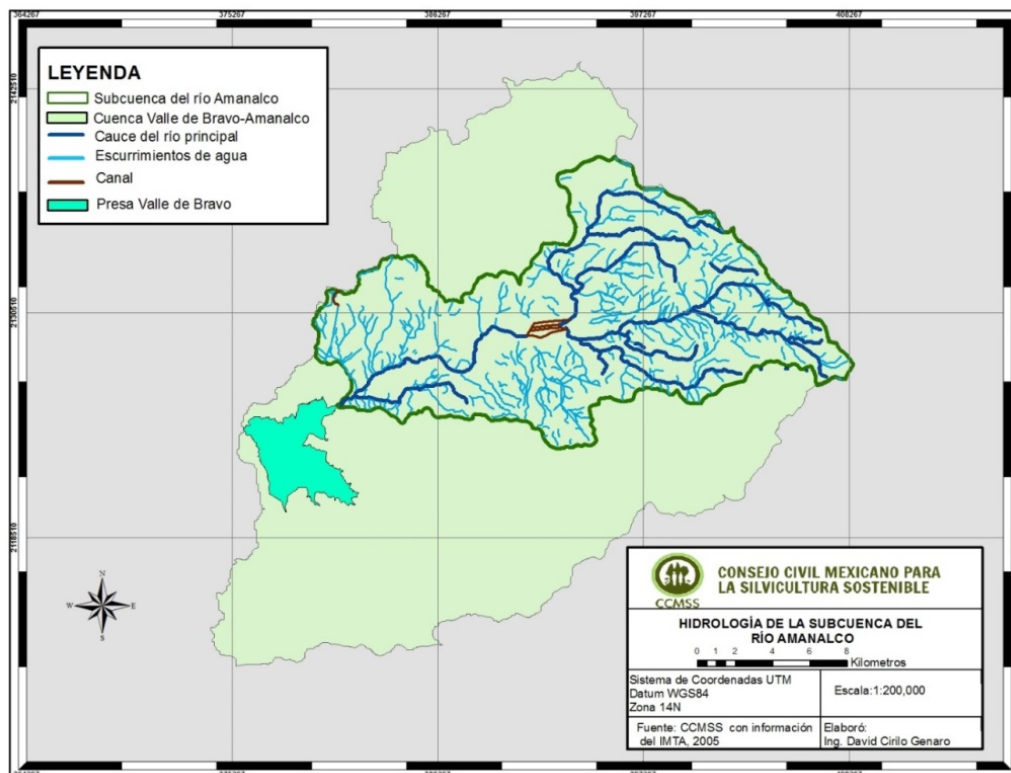 364267 375267 386267 397267 408267
2142510
2130510
2118510
LEYENDA
Subcuenca del río Amanalco
Cuenca Valle de Bravo-Amanalco
Cauce del río principal
Escurrimientos de agua
Canal
Presa Valle de Bravo
N
W E
S
CCMSS
CONSEJO CIVIL MEXICANO PARA
LA SILVICULTURA SOSTENIBLE
HIDROLOGÍA DE LA SUBCUENCA DEL
RÍO AMANALCO
0 1 2 4 6 8
Kilometros
Sistema de Coordenadas UTM
Datum WGS84
Zona 14N
Escala:1:200,000
Fuente: CCMSS con información
del IMTA, 2005
Elaboró:
Ing. David Cirilo Genaro